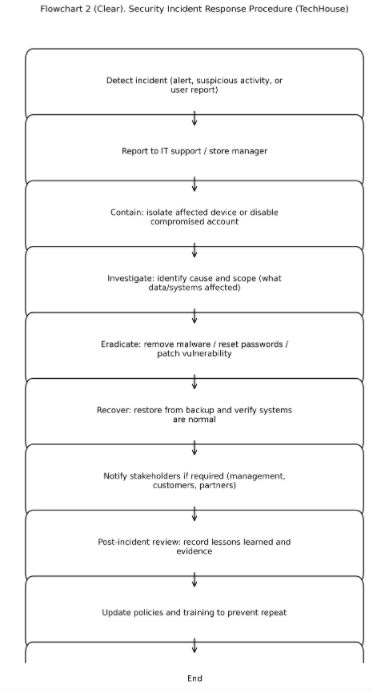 Flowchart 2 (Clear). Security Incident Response Procedure (TechHouse)
Detect incident (alert, suspicious activity, or
user report)
Report to IT support / store manager
Contain: isolate affected device or disable
compromised account
Investigate: identify cause and scope (what
data/systems affected)
Eradicate: remove malware / reset passwords /
patch vulnerability
Recover: restore from backup and verify systems
are normal
Notify stakeholders if required (management,
customers, partners)
Post-incident review: record lessons learned and
evidence
Update policies and training to prevent repeat
End